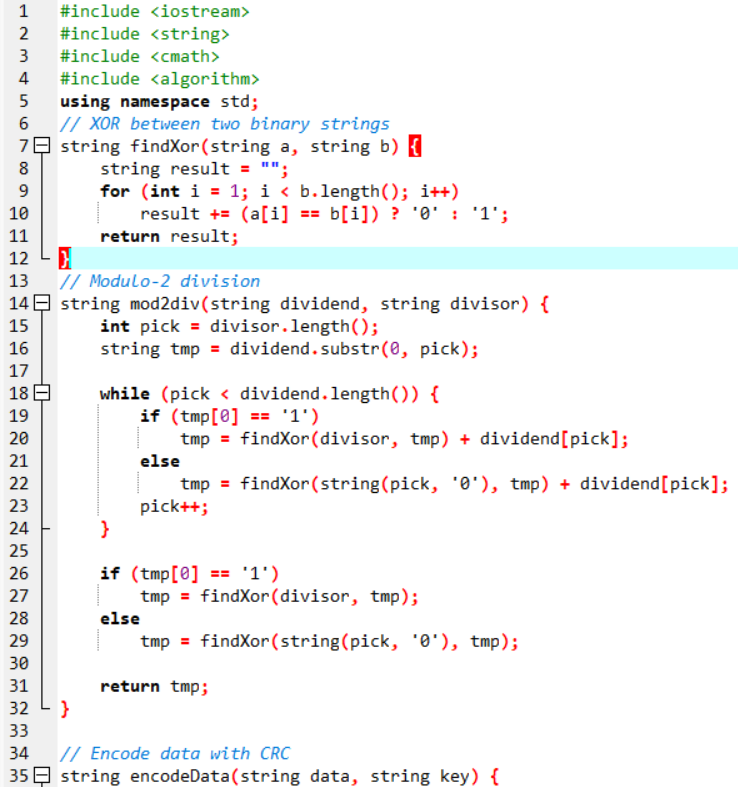 1 #include <iostream>
2 #include <string>
3 #include <cmath>
4 #include <algorithm>
5 using namespace std;
6 // XOR between two binary strings
7 string findXor(string a, string b) {
8     string result = "";
9     for (int i = 1; i < b.length(); i++)
10         result += (a[i] == b[i]) ? '0' : '1';
11     return result;
12 }
13 // Modulo-2 division
14 string mod2div(string dividend, string divisor) {
15     int pick = divisor.length();
16     string tmp = dividend.substr(0, pick);
17
18     while (pick < dividend.length()) {
19         if (tmp[0] == '1')
20             tmp = findXor(divisor, tmp) + dividend[pick];
21         else
22             tmp = findXor(string(pick, '0'), tmp) + dividend[pick];
23         pick++;
24     }
25
26     if (tmp[0] == '1')
27         tmp = findXor(divisor, tmp);
28     else
29         tmp = findXor(string(pick, '0'), tmp);
30
31     return tmp;
32 }
33
34 // Encode data with CRC
35 string encodeData(string data, string key) {